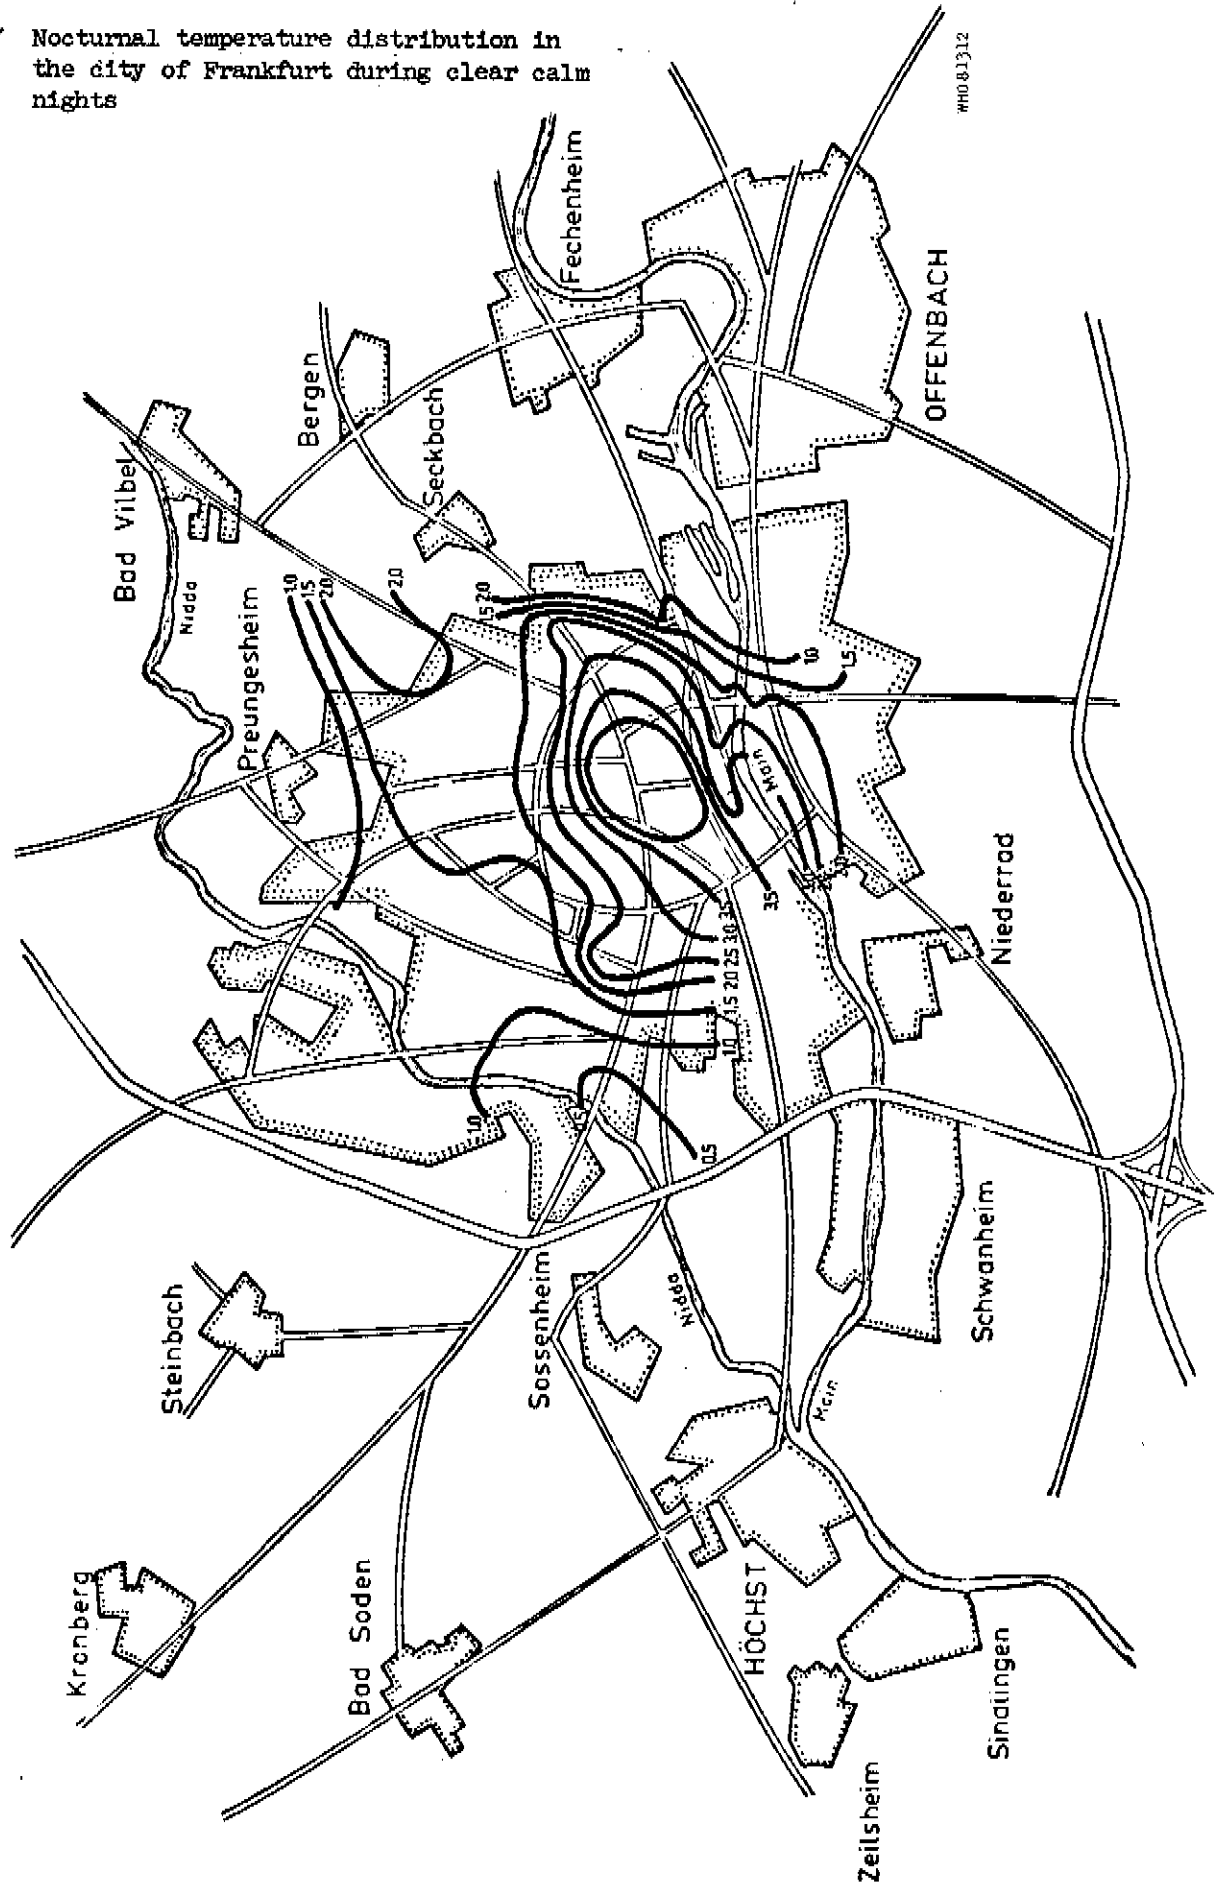 Nocturnal temperature distribution in
the city of Frankfurt during clear calm
nights
WHO 81312
Fechenheim
Bergen
Seckbach
Bad Vilbel
Nidda
OFFENBACH
Preungesheim
1.0
1.5
2.0
2.0
1.5
2.0
1.0
1.5
Main
3.5
3.0
3.5
3.0
2.5
2.0
1.5
1.0
1.0
0.5
Niederrad
Steinbach
Sossenheim
Nidda
Schwanheim
Main
Kronberg
Bad Soden
HÖCHST
Sindlingen
Zeilsheim